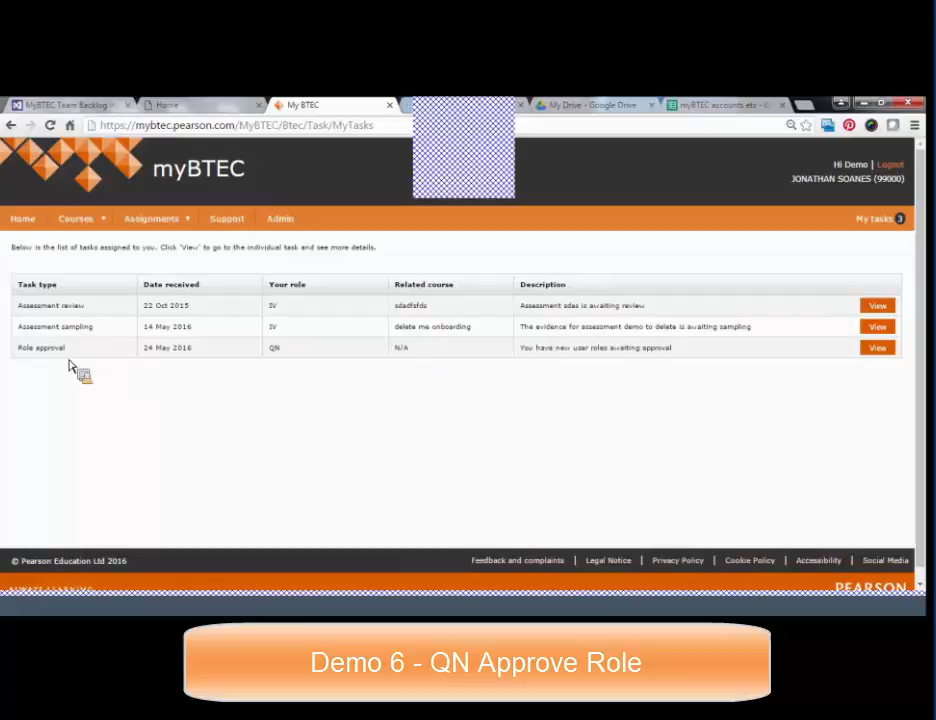 MyBTEC Team Backlog
Home
My BTEC
My Drive - Google Drive
myBTEC accounts etc -
https://mybtec.pearson.com/MyBTEC/Btec/Task/MyTasks
myBTEC
Hi Demo | Logout
JONATHAN SOANES (99000)
Home Courses Assignments Support Admin My tasks 3
Below is the list of tasks assigned to you. Click 'View' to go to the individual task and see more details.
Task type Date received Your role Related course Description
Assessment review 22 Oct 2015 IV sdadfsfds Assessment sdas is awaiting review View
Assessment sampling 14 May 2016 IV delete me onboarding The evidence for assessment demo to delete is awaiting sampling View
Role approval 24 May 2016 QN N/A You have new user roles awaiting approval View
© Pearson Education Ltd 2016 Feedback and complaints | Legal Notice | Privacy Policy | Cookie Policy | Accessibility | Social Media
ALWAYS LEARNING PEARSON
Demo 6 - QN Approve Role